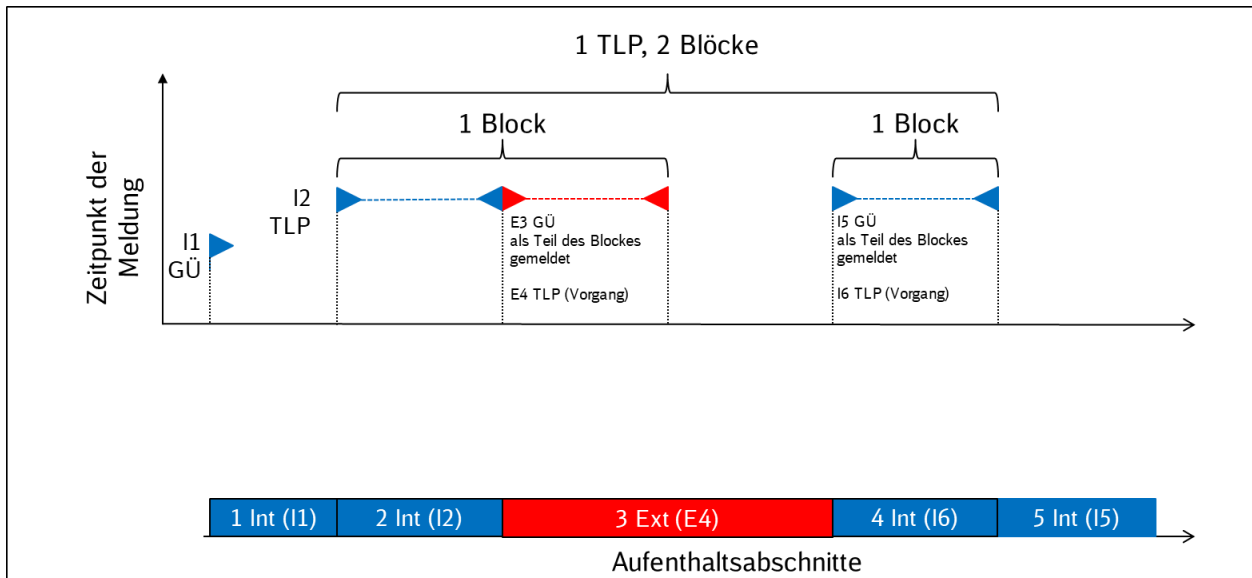 1 TLP, 2 Blöcke
1 Block
1 Block
Zeitpunkt der
Meldung
I2
TLP
I1
GÜ
E3 GÜ
als Teil des Blockes
gemeldet
E4 TLP (Vorgang)
I5 GÜ
als Teil des Blockes
gemeldet
I6 TLP (Vorgang)
1 Int (I1)
2 Int (I2)
3 Ext (E4)
4 Int (I6)
5 Int (I5)
Aufenthaltsabschnitte